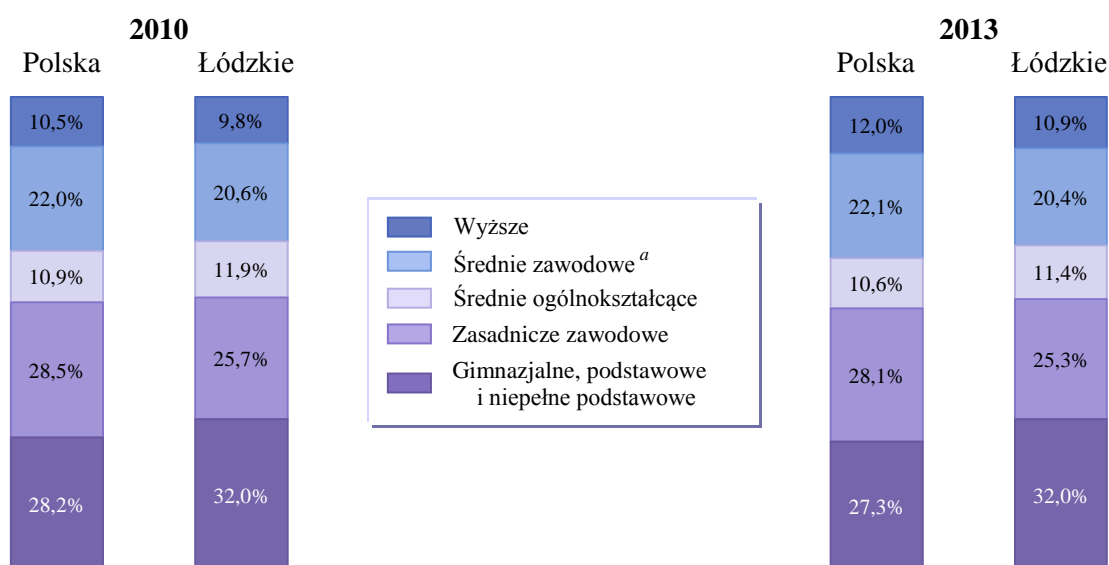 2010
Polska
Łódzkie
10,5%
22,0%
10,9%
28,5%
28,2%
9,8%
20,6%
11,9%
25,7%
32,0%
Wyższe
Średnie zawodowe a
Średnie ogólnokształcące
Zasadnicze zawodowe
Gimnazjalne, podstawowe
i niepełne podstawowe
2013
Polska
Łódzkie
12,0%
22,1%
10,6%
28,1%
27,3%
10,9%
20,4%
11,4%
25,3%
32,0%